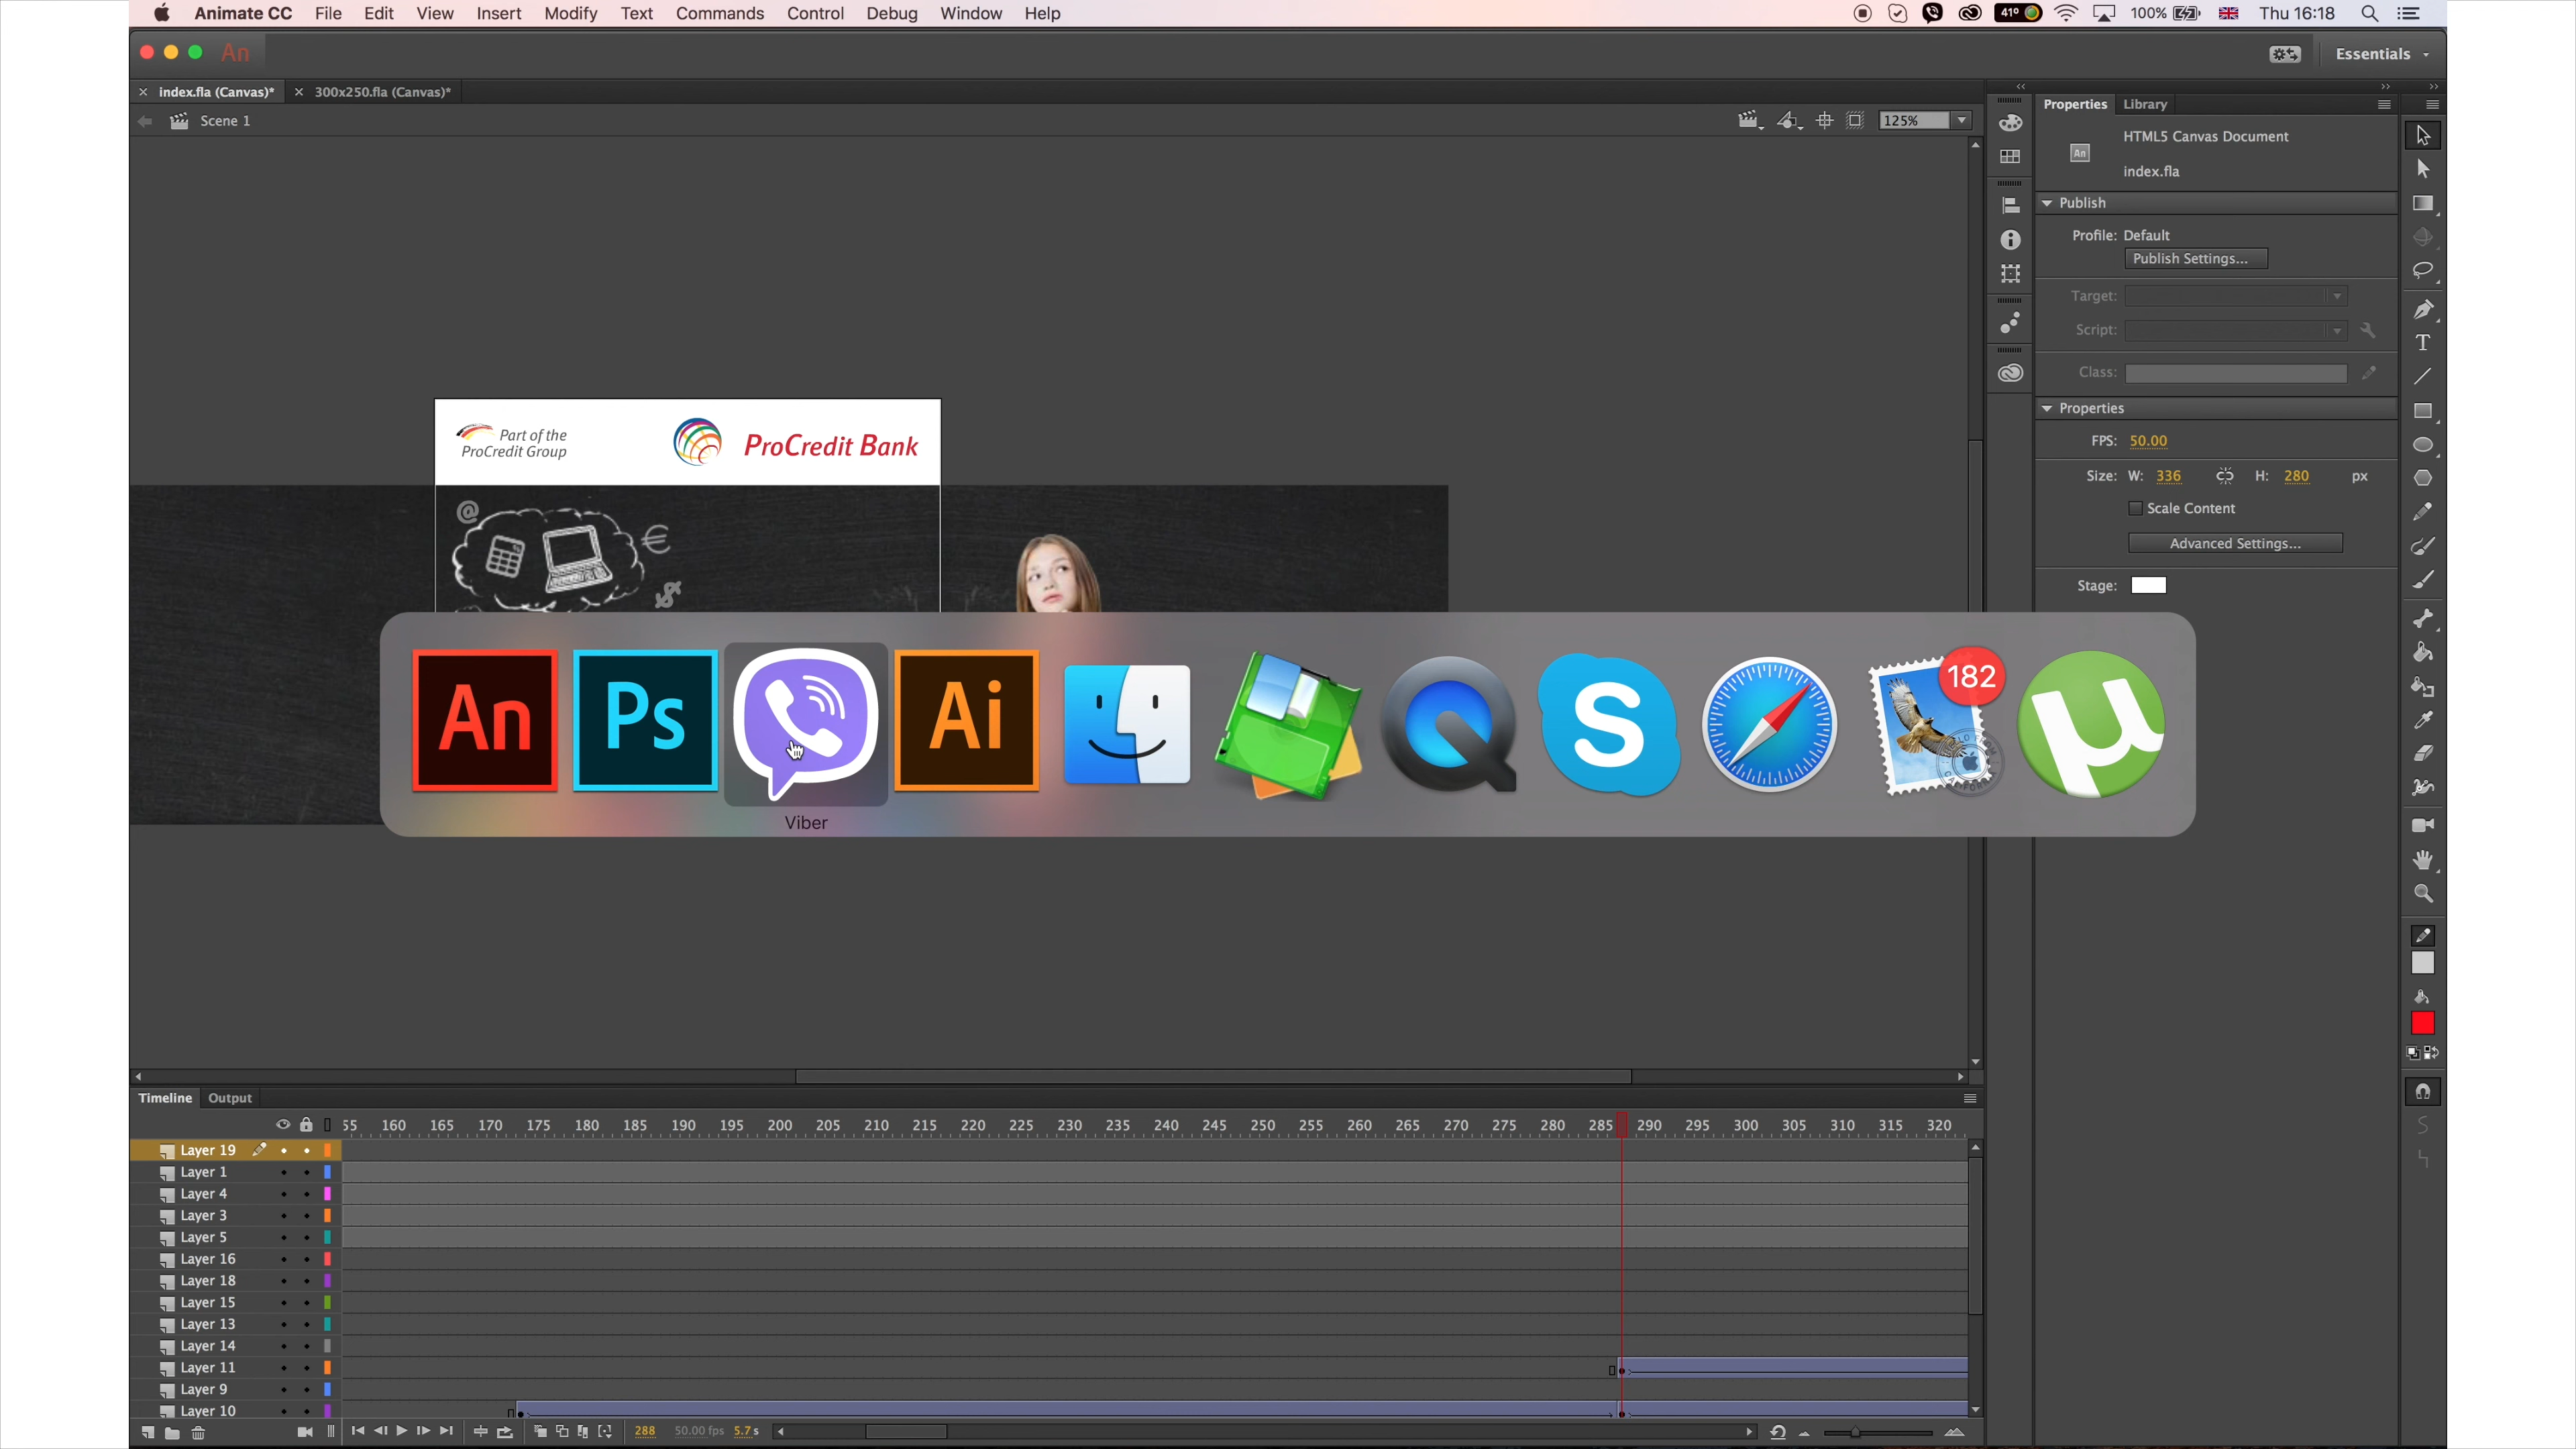 Animate CC File Edit View Insert Modify Text Commands Control Debug Window Help 41° 100% Thu 16:18
An Essentials
index.fla (Canvas)* 300x250.fla (Canvas)*
Scene 1 125%
Properties Library
HTML5 Canvas Document
An
index.fla
Publish
Profile: Default
Publish Settings...
Target:
Script:
Class:
Properties
FPS: 50.00
Size: W: 336 H: 280 px
Scale Content
Advanced Settings...
Stage:
T
Part of the
ProCredit Group
ProCredit Bank
@
€
$
An Ps Ai S 182 µ
Viber
Timeline Output
55 160 165 170 175 180 185 190 195 200 205 210 215 220 225 230 235 240 245 250 255 260 265 270 275 280 285 290 295 300 305 310 315 320
Layer 19
Layer 1
Layer 4
Layer 3
Layer 5
Layer 16
Layer 18
Layer 15
Layer 13
Layer 14
Layer 11
Layer 9
Layer 10
288 50.00 fps 5.7 s